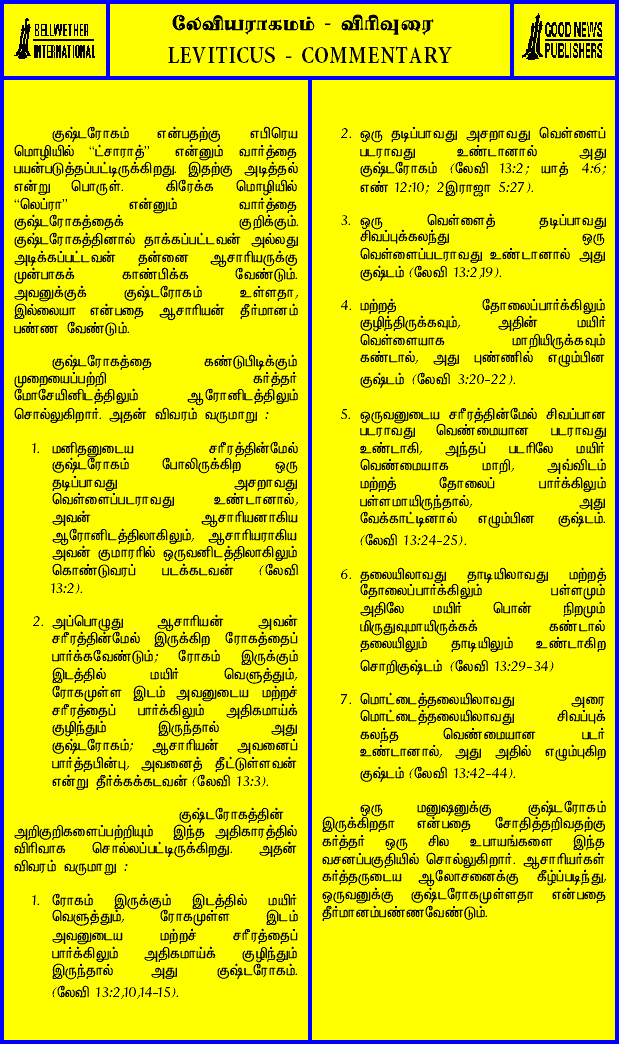 BELLWETHER
INTERNATIONAL
லேவியராகமம் - விரிவுரை
LEVITICUS - COMMENTARY
GOOD NEWS
PUBLISHERS
குஷ்டரோகம் என்பதற்கு எபிரெய
மொழியில் “ட்சாராத்” என்னும் வார்த்தை
பயன்படுத்தப்பட்டிருக்கிறது. இதற்கு அடித்தல்
என்று பொருள். கிரேக்க மொழியில்
“லெப்ரா” என்னும் வார்த்தை
குஷ்டரோகத்தைக் குறிக்கும்.
குஷ்டரோகத்தினால் தாக்கப்பட்டவன் அல்லது
அடிக்கப்பட்டவன் தன்னை ஆசாரியருக்கு
முன்பாகக் காண்பிக்க வேண்டும்.
அவனுக்குக் குஷ்டரோகம் உள்ளதா,
இல்லையா என்பதை ஆசாரியன் தீர்மானம்
பண்ண வேண்டும்.
குஷ்டரோகத்தை கண்டுபிடிக்கும்
முறையைப்பற்றி கர்த்தர்
மோசேயினிடத்திலும் ஆரோனிடத்திலும்
சொல்லுகிறார். அதன் விவரம் வருமாறு :
1. மனிதனுடைய சரீரத்தின்மேல்
குஷ்டரோகம் போலிருக்கிற ஒரு
தடிப்பாவது அசறாவது
வெள்ளைப்படராவது உண்டானால்,
அவன் ஆசாரியனாகிய
ஆரோனிடத்திலாகிலும், ஆசாரியராகிய
அவன் குமாரரில் ஒருவனிடத்திலாகிலும்
கொண்டுவரப் படக்கடவன் (லேவி
13:2).
2. அப்பொழுது ஆசாரியன் அவன்
சரீரத்தின்மேல் இருக்கிற ரோகத்தைப்
பார்க்கவேண்டும்; ரோகம் இருக்கும்
இடத்தில் மயிர் வெளுத்தும்,
ரோகமுள்ள இடம் அவனுடைய மற்றச்
சரீரத்தைப் பார்க்கிலும் அதிகமாய்க்
குழிந்தும் இருந்தால் அது
குஷ்டரோகம்; ஆசாரியன் அவனைப்
பார்த்தபின்பு, அவனைத் தீட்டுள்ளவன்
என்று தீர்க்கக்கடவன் (லேவி 13:3).
குஷ்டரோகத்தின்
அறிகுறிகளைப்பற்றியும் இந்த அதிகாரத்தில்
விரிவாக சொல்லப்பட்டிருக்கிறது. அதன்
விவரம் வருமாறு :
1. ரோகம் இருக்கும் இடத்தில் மயிர்
வெளுத்தும், ரோகமுள்ள இடம்
அவனுடைய மற்றச் சரீரத்தைப்
பார்க்கிலும் அதிகமாய்க் குழிந்தும்
இருந்தால் அது குஷ்டரோகம்.
(லேவி 13:2,10,14-15).
2. ஒரு தடிப்பாவது அசறாவது வெள்ளைப்
படராவது உண்டானால் அது
குஷ்டரோகம் (லேவி 13:2; யாத் 4:6;
எண் 12:10; 2இராஜா 5:27).
3. ஒரு வெள்ளைத் தடிப்பாவது
சிவப்புக்கலந்து ஒரு
வெள்ளைப்படராவது உண்டானால் அது
குஷ்டம் (லேவி 13:2,19).
4. மற்றத் தோலைப்பார்க்கிலும்
குழிந்திருக்கவும், அதின் மயிர்
வெள்ளையாக மாறியிருக்கவும்
கண்டால், அது புண்ணில் எழும்பின
குஷ்டம் (லேவி 3:20-22).
5. ஒருவனுடைய சரீரத்தின்மேல் சிவப்பான
படராவது வெண்மையான படராவது
உண்டாகி, அந்தப் படரிலே மயிர்
வெண்மையாக மாறி, அவ்விடம்
மற்றத் தோலைப் பார்க்கிலும்
பள்ளமாயிருந்தால், அது
வேக்காட்டினால் எழும்பின குஷ்டம்.
(லேவி 13:24-25).
6. தலையிலாவது தாடியிலாவது மற்றத்
தோலைப்பார்க்கிலும் பள்ளமும்
அதிலே மயிர் பொன் நிறமும்
மிருதுவுமாயிருக்கக் கண்டால்
தலையிலும் தாடியிலும் உண்டாகிற
சொறிகுஷ்டம் (லேவி 13:29-34)
7. மொட்டைத்தலையிலாவது அரை
மொட்டைத்தலையிலாவது சிவப்புக்
கலந்த வெண்மையான படர்
உண்டானால், அது அதில் எழும்புகிற
குஷ்டம் (லேவி 13:42-44).
ஒரு மனுஷனுக்கு குஷ்டரோகம்
இருக்கிறதா என்பதை சோதித்தறிவதற்கு
கர்த்தர் ஒரு சில உபாயங்களை இந்த
வசனப்பகுதியில் சொல்லுகிறார். ஆசாரியர்கள்
கர்த்தருடைய ஆலோசனைக்கு கீழ்ப்படிந்து,
ஒருவனுக்கு குஷ்டரோகமுள்ளதா என்பதை
தீர்மானம்பண்ணவேண்டும்.